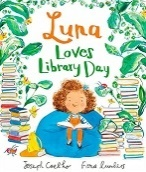 Luna
Loves
Library Day
Joseph Coelho Fiona Lumbers